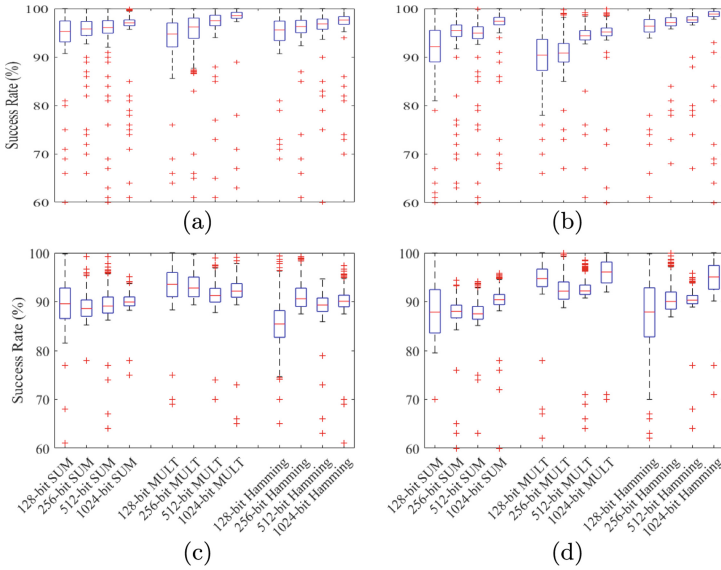 100
90
80
70
60
Success Rate (%)
(a)
100
90
80
70
60
(b)
100
90
80
70
60
Success Rate (%)
128-bit SUM
256-bit SUM
512-bit SUM
1024-bit SUM
128-bit MULT
256-bit MULT
512-bit MULT
1024-bit MULT
128-bit Hamming
256-bit Hamming
512-bit Hamming
1024-bit Hamming
(c)
100
90
80
70
60
128-bit SUM
256-bit SUM
512-bit SUM
1024-bit SUM
128-bit MULT
256-bit MULT
512-bit MULT
1024-bit MULT
128-bit Hamming
256-bit Hamming
512-bit Hamming
1024-bit Hamming
(d)